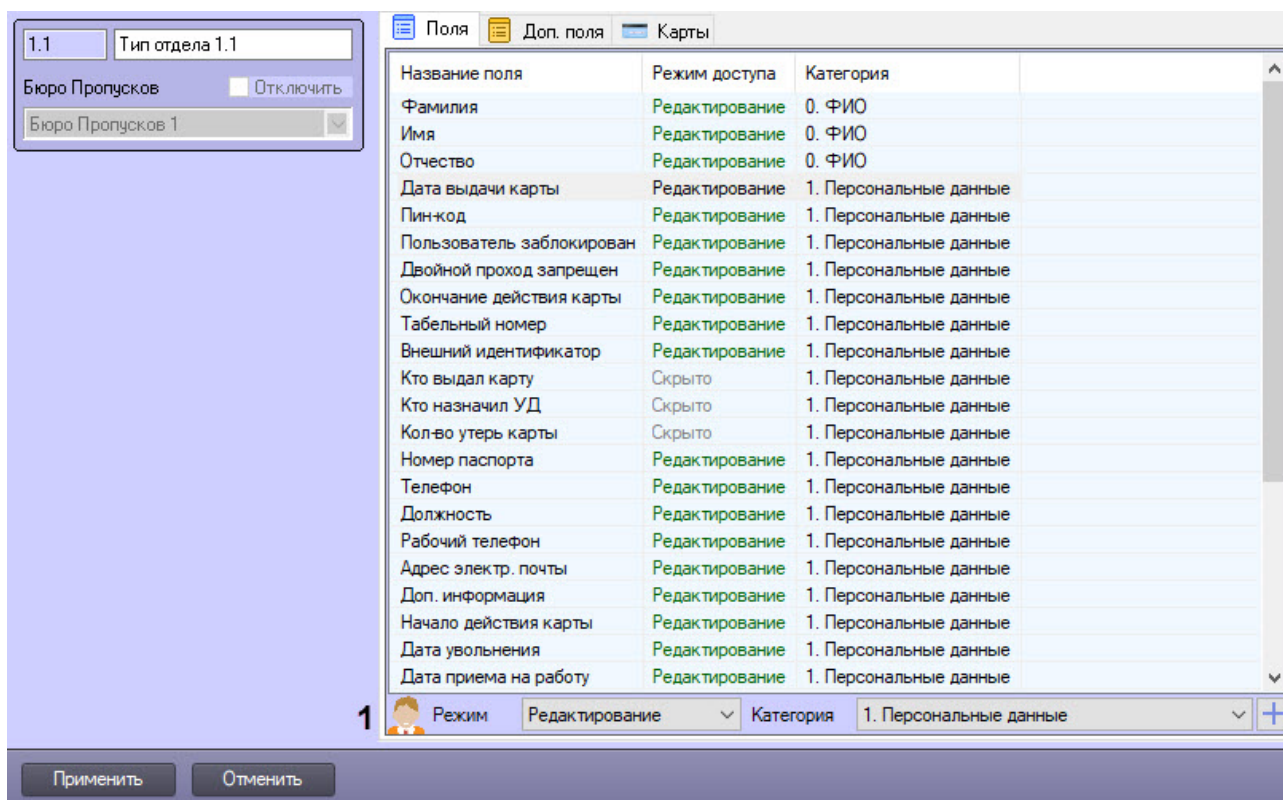 1.1 Тип отдела 1.1
Бюро Пропусков Отключить
Бюро Пропусков 1
Поля Доп. поля Карты
Название поля Режим доступа Категория
Фамилия Редактирование 0. ФИО
Имя Редактирование 0. ФИО
Отчество Редактирование 0. ФИО
Дата выдачи карты Редактирование 1. Персональные данные
Пин-код Редактирование 1. Персональные данные
Пользователь заблокирован Редактирование 1. Персональные данные
Двойной проход запрещен Редактирование 1. Персональные данные
Окончание действия карты Редактирование 1. Персональные данные
Табельный номер Редактирование 1. Персональные данные
Внешний идентификатор Редактирование 1. Персональные данные
Кто выдал карту Скрыто 1. Персональные данные
Кто назначил УД Скрыто 1. Персональные данные
Кол-во утерь карты Скрыто 1. Персональные данные
Номер паспорта Редактирование 1. Персональные данные
Телефон Редактирование 1. Персональные данные
Должность Редактирование 1. Персональные данные
Рабочий телефон Редактирование 1. Персональные данные
Адрес электр. почты Редактирование 1. Персональные данные
Доп. информация Редактирование 1. Персональные данные
Начало действия карты Редактирование 1. Персональные данные
Дата увольнения Редактирование 1. Персональные данные
Дата приема на работу Редактирование 1. Персональные данные
1 Режим Редактирование Категория 1. Персональные данные
Применить Отменить